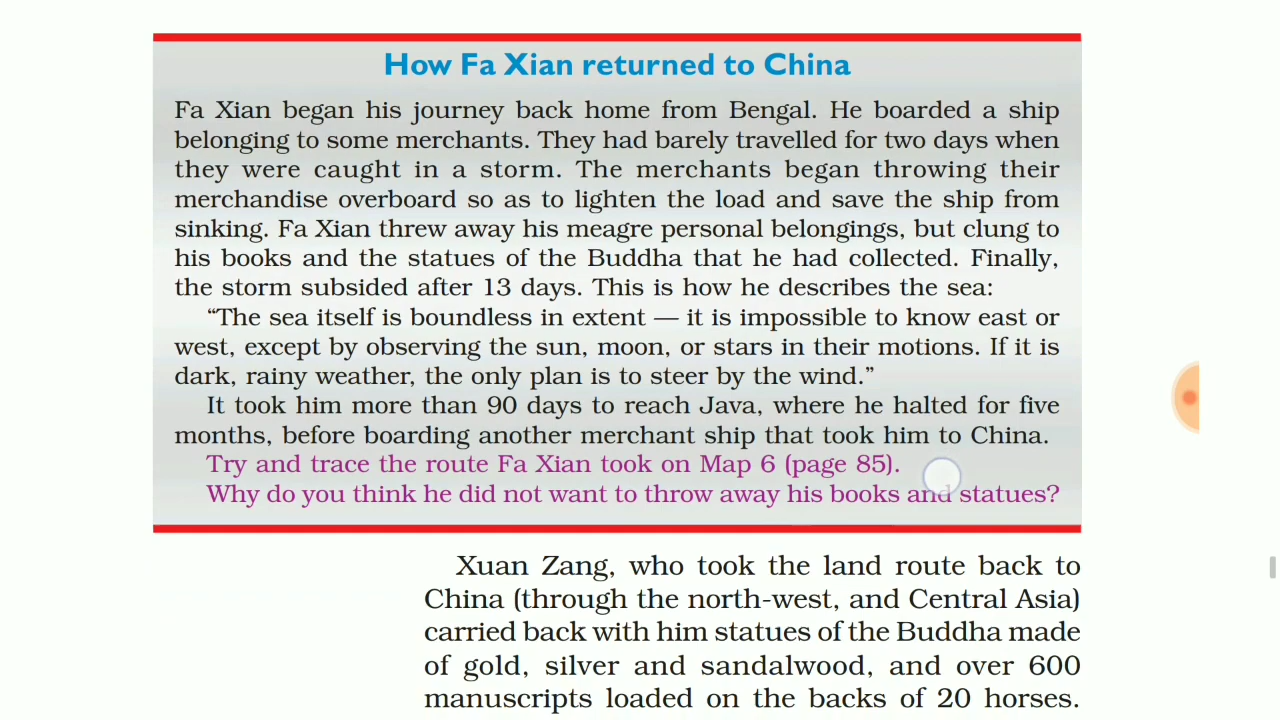 How Fa Xian returned to China
Fa Xian began his journey back home from Bengal. He boarded a ship
belonging to some merchants. They had barely travelled for two days when
they were caught in a storm. The merchants began throwing their
merchandise overboard so as to lighten the load and save the ship from
sinking. Fa Xian threw away his meagre personal belongings, but clung to
his books and the statues of the Buddha that he had collected. Finally,
the storm subsided after 13 days. This is how he describes the sea:
“The sea itself is boundless in extent — it is impossible to know east or
west, except by observing the sun, moon, or stars in their motions. If it is
dark, rainy weather, the only plan is to steer by the wind.”
It took him more than 90 days to reach Java, where he halted for five
months, before boarding another merchant ship that took him to China.
Try and trace the route Fa Xian took on Map 6 (page 85).
Why do you think he did not want to throw away his books and statues?
Xuan Zang, who took the land route back to
China (through the north-west, and Central Asia)
carried back with him statues of the Buddha made
of gold, silver and sandalwood, and over 600
manuscripts loaded on the backs of 20 horses.